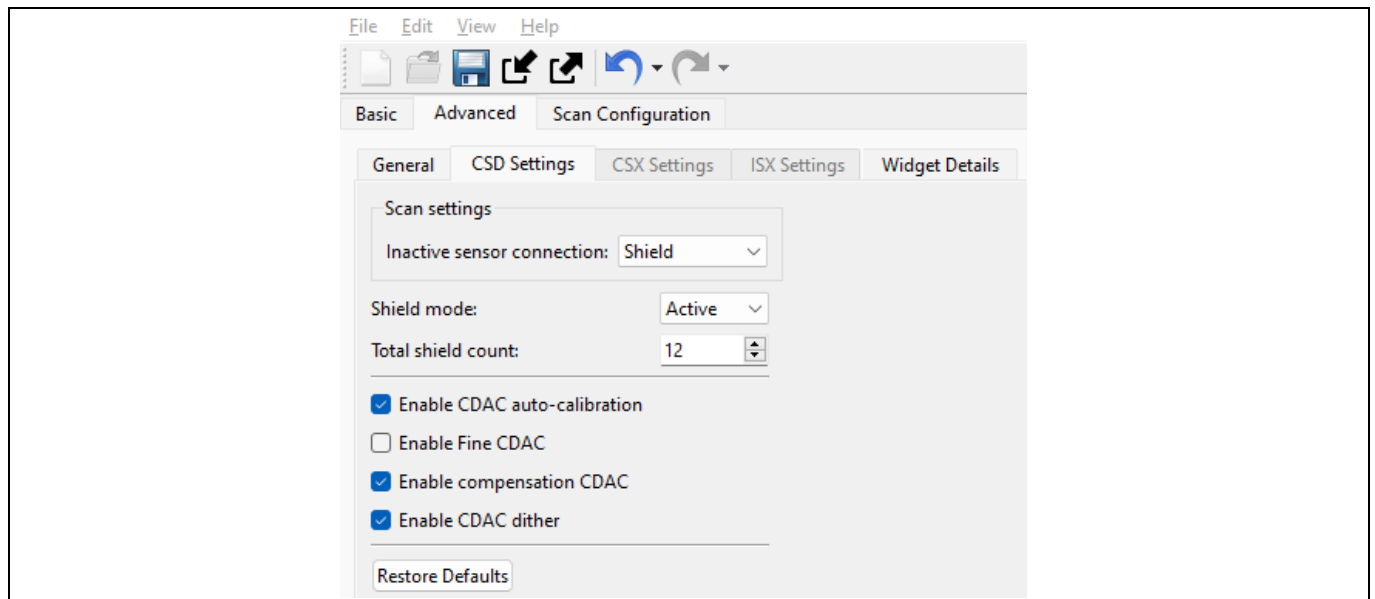 File Edit View Help
Basic Advanced Scan Configuration
General CSD Settings CSX Settings ISX Settings Widget Details
Scan settings
Inactive sensor connection: Shield
Shield mode: Active
Total shield count: 12
Enable CDAC auto-calibration
Enable Fine CDAC
Enable compensation CDAC
Enable CDAC dither
Restore Defaults